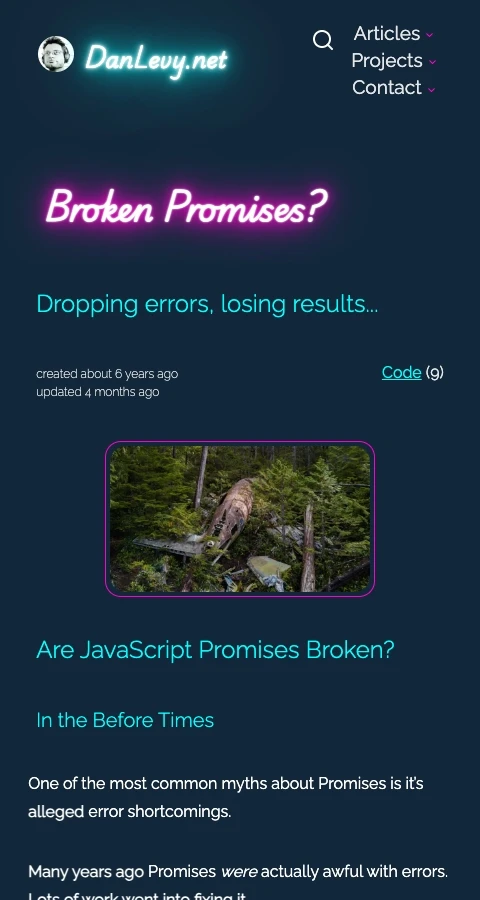 DanLevy.net
Articles
Projects
Contact
Broken Promises?
Dropping errors, losing results...
created about 6 years ago
updated 4 months ago
Code (9)
Are JavaScript Promises Broken?
In the Before Times
One of the most common myths about Promises is it's
alleged error shortcomings.
Many years ago Promises were actually awful with errors.
Lots of work went into fixing it.